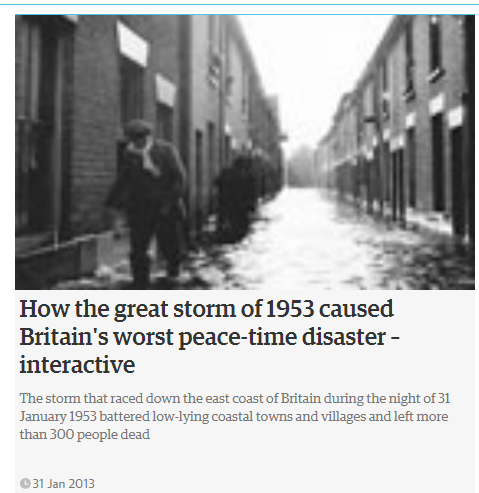 How the great storm of 1953 caused
Britain's worst peace-time disaster –
interactive
The storm that raced down the east coast of Britain during the night of 31
January 1953 battered low-lying coastal towns and villages and left more
than 300 people dead
31 Jan 2013